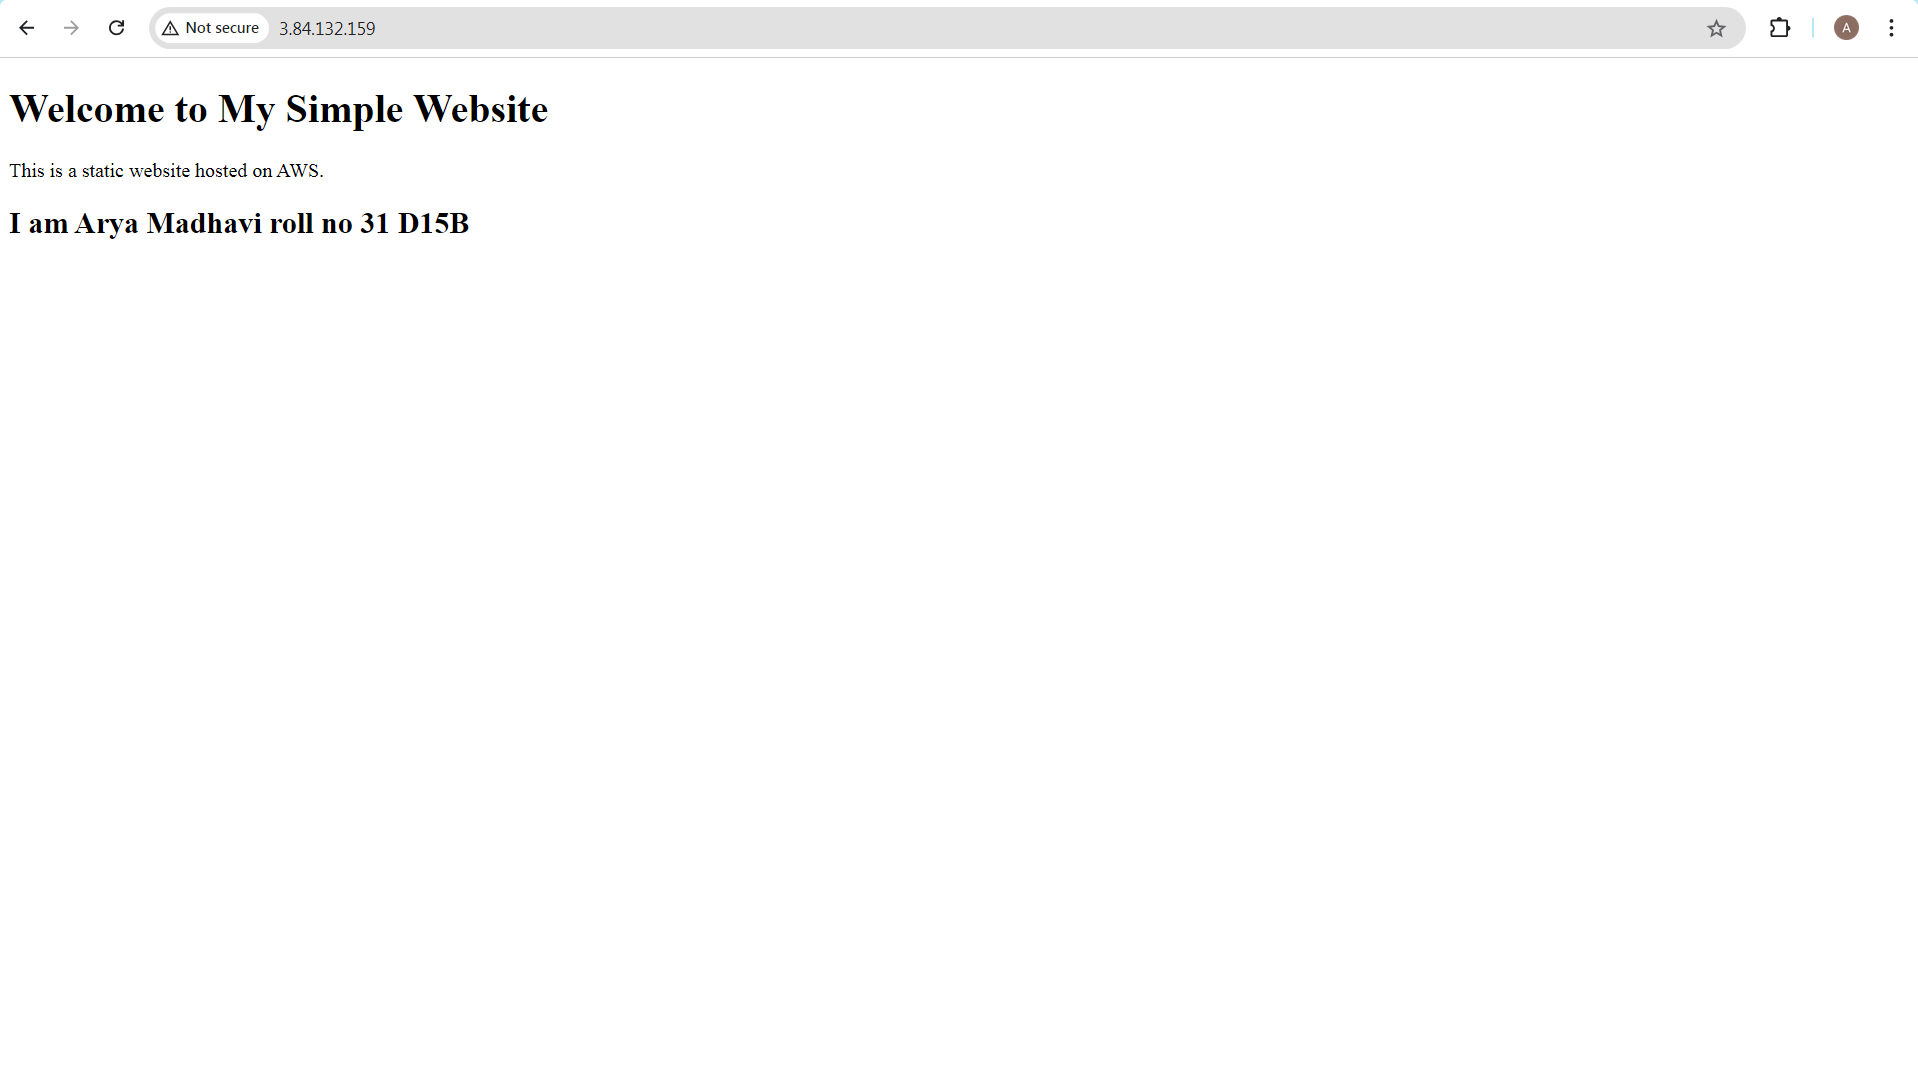 Not secure 3.84.132.159 A
Welcome to My Simple Website
This is a static website hosted on AWS.
I am Arya Madhavi roll no 31 D15B